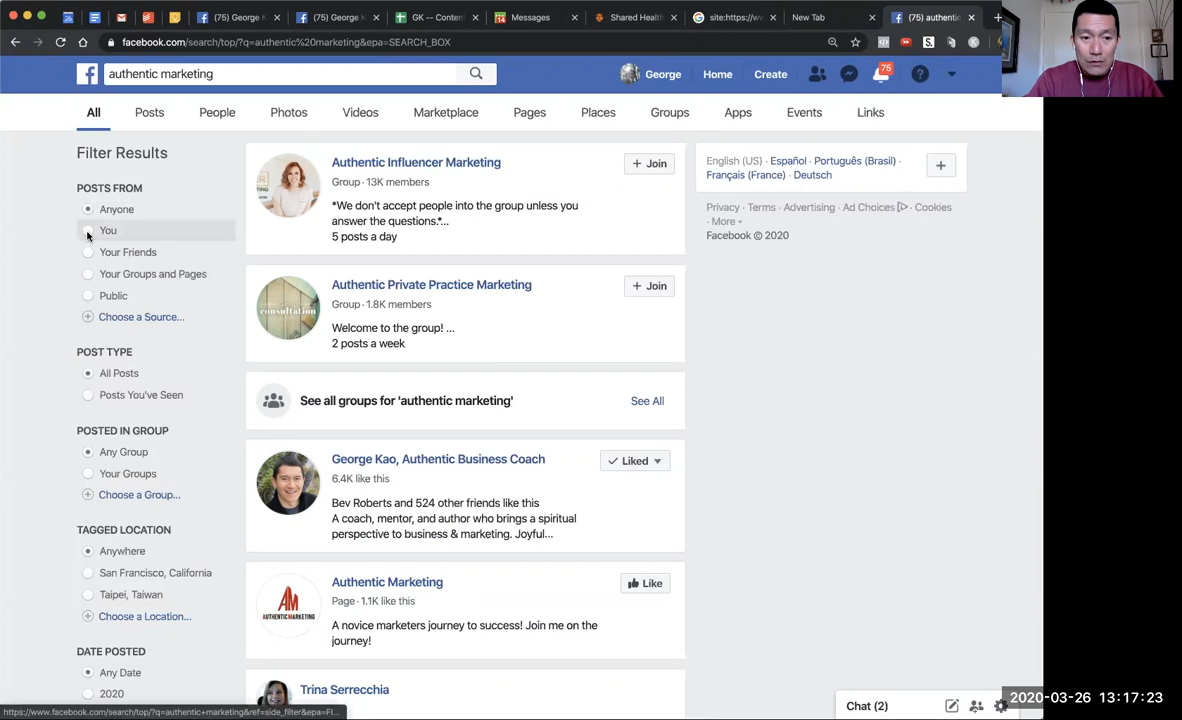 (75) George K
(75) George K
GK -- Conten
Messages
Shared Healt
site:https://ww
New Tab
(75) authentic
facebook.com/search/top/?q=authentic%20marketing&epa=SEARCH_BOX
authentic marketing
George
Home
Create
75
All
Posts
People
Photos
Videos
Marketplace
Pages
Places
Groups
Apps
Events
Links
Filter Results
POSTS FROM
Anyone
You
Your Friends
Your Groups and Pages
Public
Choose a Source...
POST TYPE
All Posts
Posts You've Seen
POSTED IN GROUP
Any Group
Your Groups
Choose a Group...
TAGGED LOCATION
Anywhere
San Francisco, California
Taipei, Taiwan
Choose a Location...
DATE POSTED
Any Date
2020
Authentic Influencer Marketing
Join
Group · 13K members
*We don't accept people into the group unless you
answer the questions.*...
5 posts a day
Authentic Private Practice Marketing
Join
Group · 1.8K members
consultation
Welcome to the group! ...
2 posts a week
See all groups for 'authentic marketing'
See All
George Kao, Authentic Business Coach
Liked
6.4K like this
Bev Roberts and 524 other friends like this
A coach, mentor, and author who brings a spiritual
perspective to business & marketing. Joyful...
Authentic Marketing
Like
Page · 1.1K like this
AM
AUTHENTICMARKETING
A novice marketers journey to success! Join me on the
journey!
Trina Serrecchia
English (US) · Español · Português (Brasil) ·
Français (France) · Deutsch
Privacy · Terms · Advertising · Ad Choices · Cookies
· More
Facebook © 2020
https://www.facebook.com/search/top/?q=authentic+marketing&ref=side_filter&epa=FI...
Chat (2)
2020-03-26 13:17:23